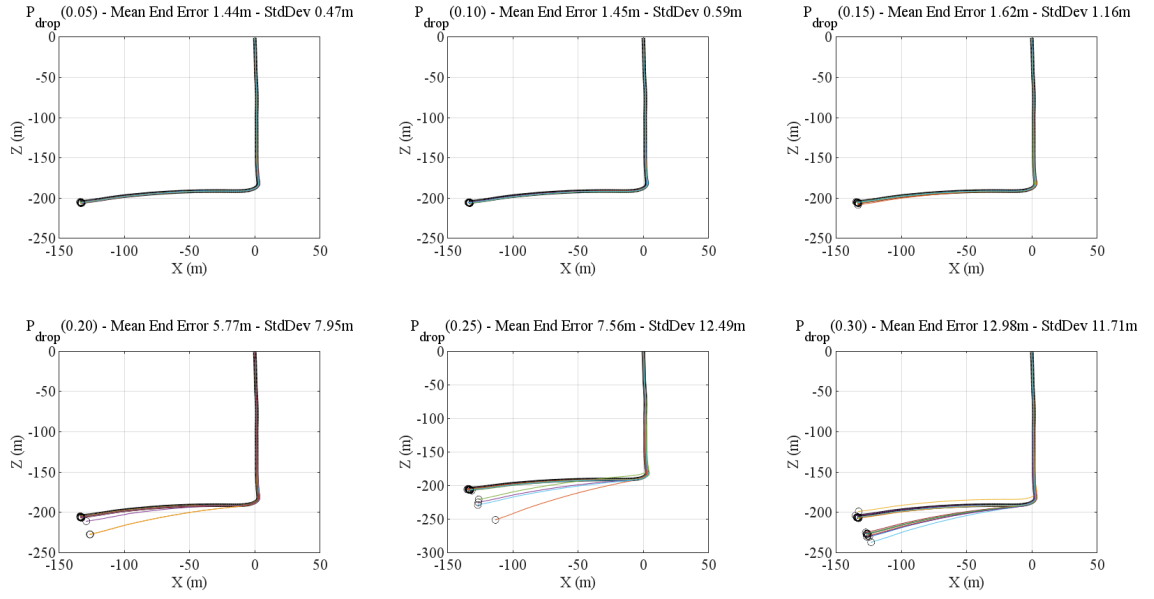 P_drop(0.05) - Mean End Error 1.44m - StdDev 0.47m
0
-50
-100
-150
-200
-250
Z (m)
-150 -100 -50 0 50
X (m)
P_drop(0.10) - Mean End Error 1.45m - StdDev 0.59m
0
-50
-100
-150
-200
-250
Z (m)
-150 -100 -50 0 50
X (m)
P_drop(0.15) - Mean End Error 1.62m - StdDev 1.16m
0
-50
-100
-150
-200
-250
Z (m)
-150 -100 -50 0 50
X (m)
P_drop(0.20) - Mean End Error 5.77m - StdDev 7.95m
0
-50
-100
-150
-200
-250
Z (m)
-150 -100 -50 0 50
X (m)
P_drop(0.25) - Mean End Error 7.56m - StdDev 12.49m
0
-50
-100
-150
-200
-250
-300
Z (m)
-150 -100 -50 0 50
X (m)
P_drop(0.30) - Mean End Error 12.98m - StdDev 11.71m
0
-50
-100
-150
-200
-250
Z (m)
-150 -100 -50 0 50
X (m)